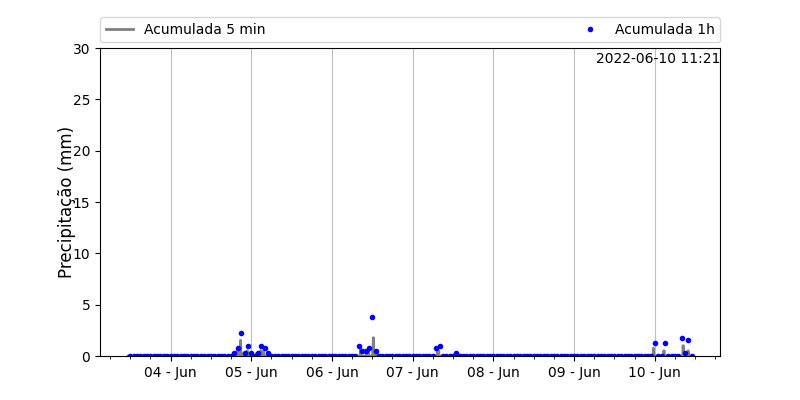 Acumulada 5 min
Acumulada 1h
2022-06-10 11:21
Precipitação (mm)
30
25
20
15
10
5
0
04 - Jun
05 - Jun
06 - Jun
07 - Jun
08 - Jun
09 - Jun
10 - Jun